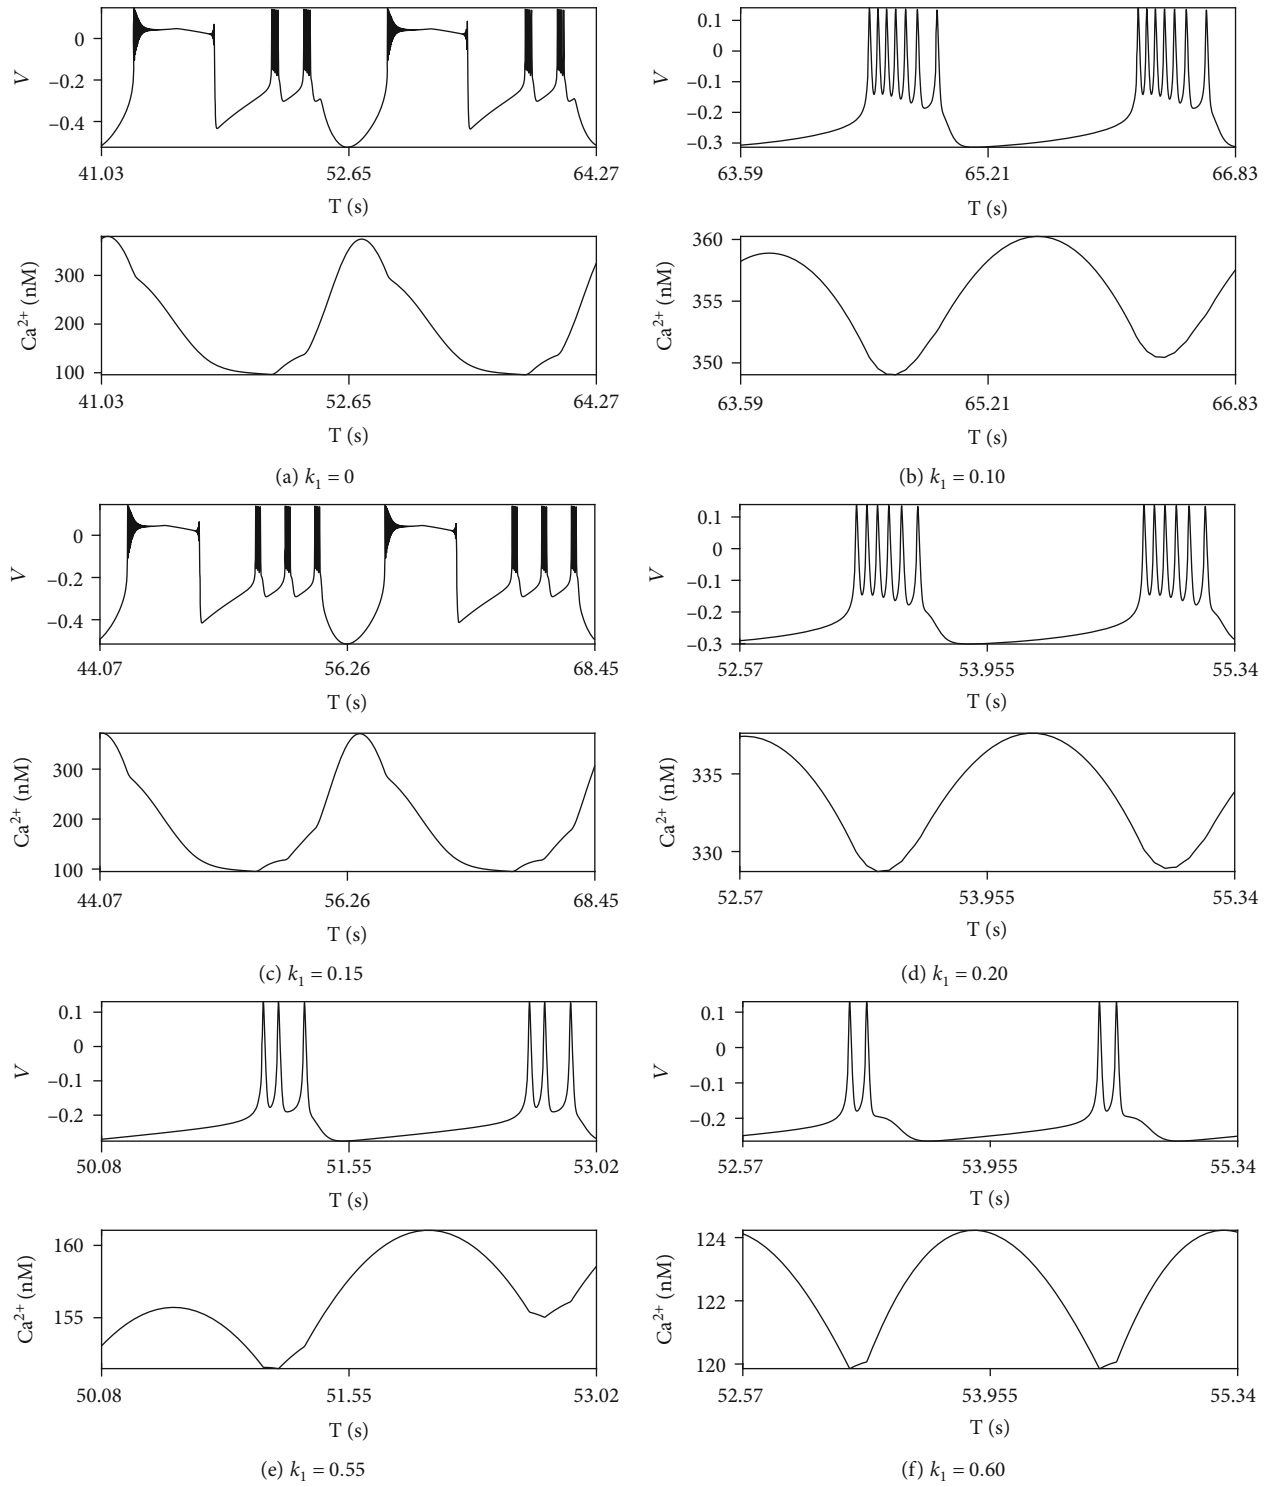 0
−0.2
−0.4
V
41.03 52.65 64.27
T (s)
300
200
100
Ca²⁺ (nM)
41.03 52.65 64.27
T (s)
(a) k₁ = 0
0.1
0
−0.1
−0.2
−0.3
V
63.59 65.21 66.83
T (s)
360
355
350
Ca²⁺ (nM)
63.59 65.21 66.83
T (s)
(b) k₁ = 0.10
0
−0.2
−0.4
V
44.07 56.26 68.45
T (s)
300
200
100
Ca²⁺ (nM)
44.07 56.26 68.45
T (s)
(c) k₁ = 0.15
0.1
0
−0.1
−0.2
−0.3
V
52.57 53.955 55.34
T (s)
335
330
Ca²⁺ (nM)
52.57 53.955 55.34
T (s)
(d) k₁ = 0.20
0.1
0
−0.1
−0.2
V
50.08 51.55 53.02
T (s)
160
155
Ca²⁺ (nM)
50.08 51.55 53.02
T (s)
(e) k₁ = 0.55
0.1
0
−0.1
−0.2
V
52.57 53.955 55.34
T (s)
124
122
120
Ca²⁺ (nM)
52.57 53.955 55.34
T (s)
(f) k₁ = 0.60